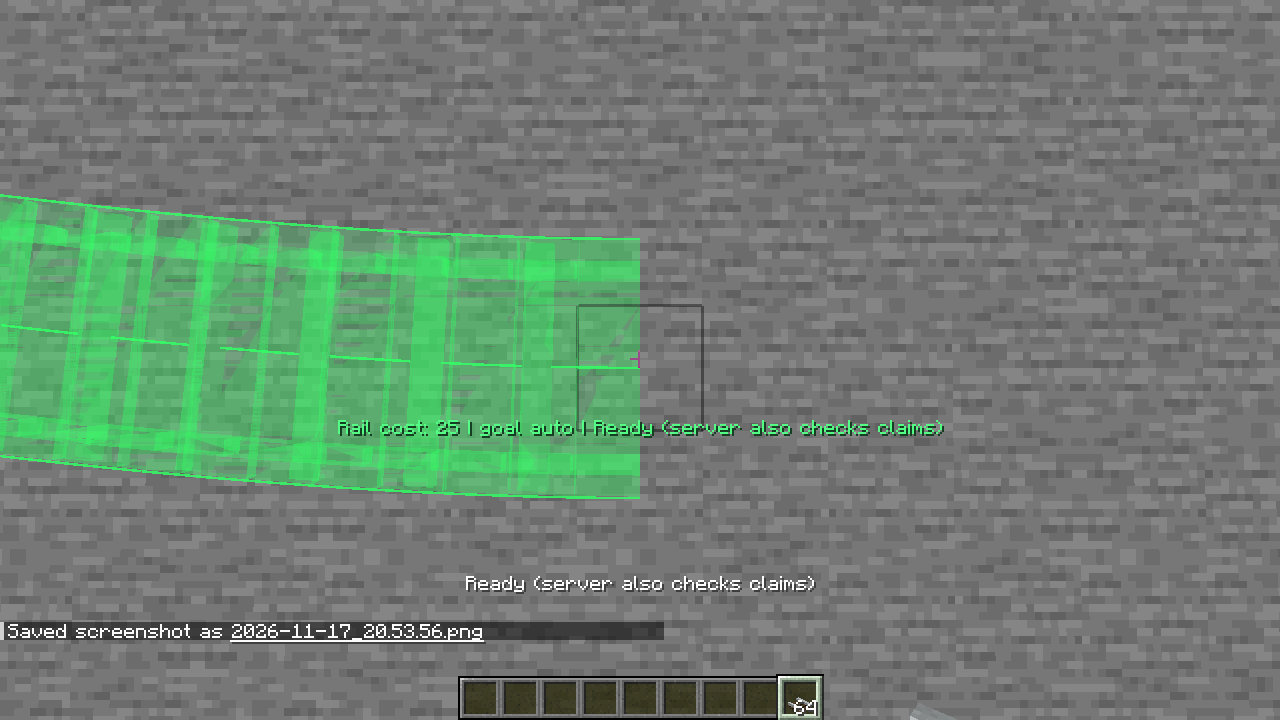 Rail cost: 25 | goal auto | Ready (server also checks claims)
Ready (server also checks claims)
Saved screenshot as 2026-11-17_20.53.56.png
64